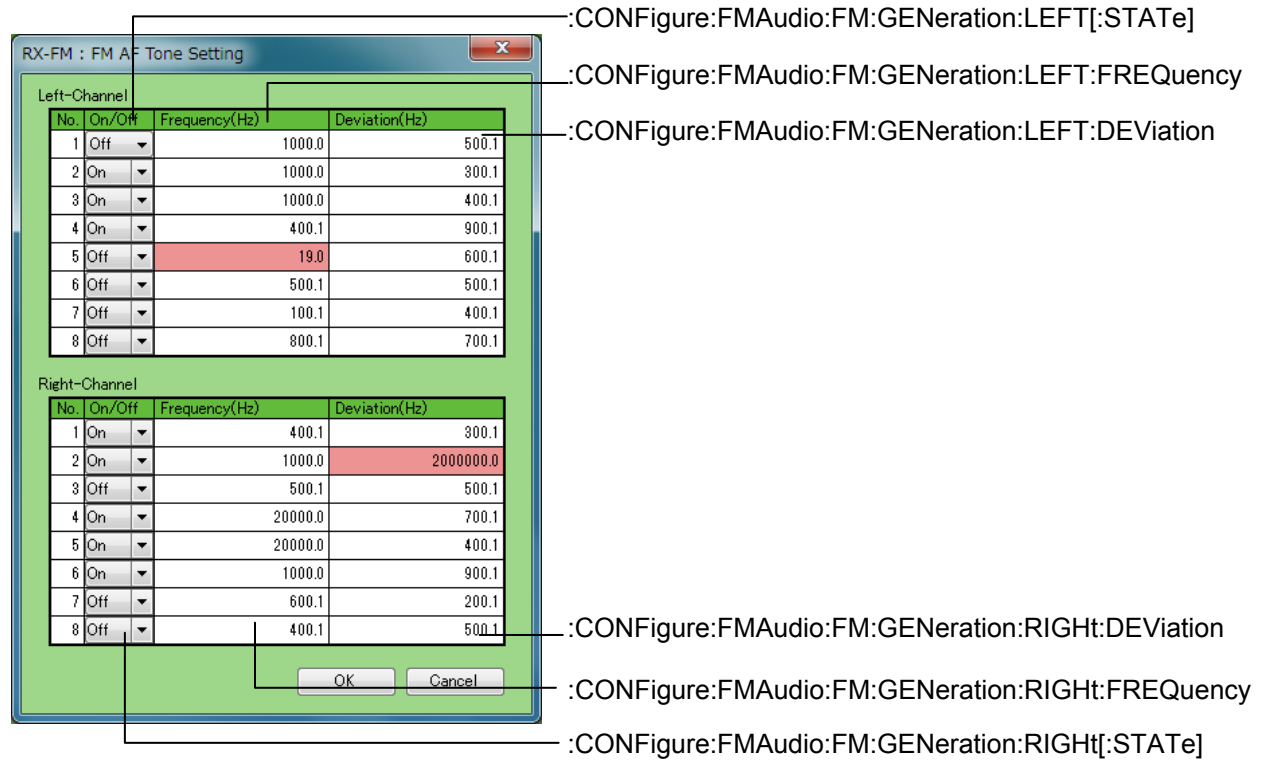 :CONFigure:FMAudio:FM:GENeration:LEFT[:STATe]
RX-FM : FM AF Tone Setting
x
:CONFigure:FMAudio:FM:GENeration:LEFT:FREQuency
Left-Channel
No. On/Off Frequency(Hz) Deviation(Hz)
:CONFigure:FMAudio:FM:GENeration:LEFT:DEViation
1 Off 1000.0 500.1
2 On 1000.0 300.1
3 On 1000.0 400.1
4 On 400.1 900.1
5 Off 19.0 600.1
6 Off 500.1 500.1
7 Off 100.1 400.1
8 Off 800.1 700.1
Right-Channel
No. On/Off Frequency(Hz) Deviation(Hz)
1 On 400.1 300.1
2 On 1000.0 2000000.0
3 Off 500.1 500.1
4 On 20000.0 700.1
5 On 20000.0 400.1
6 On 1000.0 900.1
7 Off 600.1 200.1
8 Off 400.1 500.1
:CONFigure:FMAudio:FM:GENeration:RIGHt:DEViation
OK Cancel
:CONFigure:FMAudio:FM:GENeration:RIGHt:FREQuency
:CONFigure:FMAudio:FM:GENeration:RIGHt[:STATe]